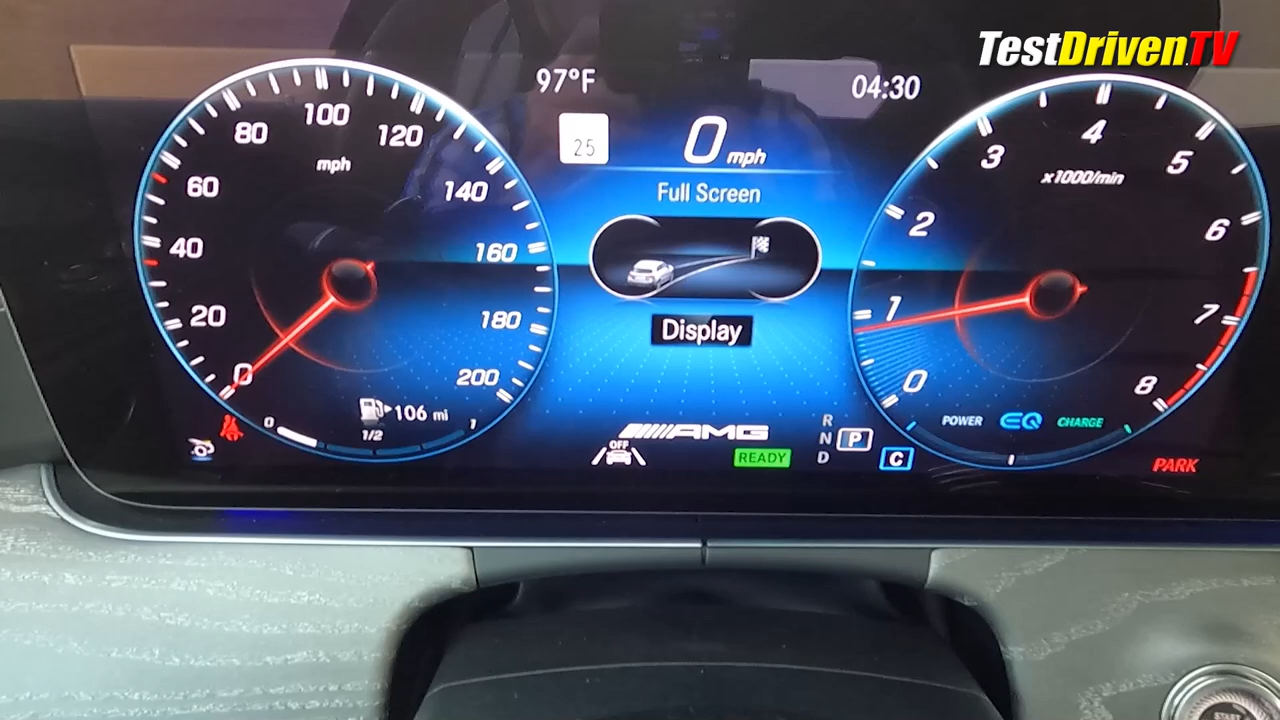 TestDrivenTV
97°F
04:30
25
0 mph
Full Screen
Display
0
20
40
60
80
100
120
140
160
180
200
mph
106 mi
0
1/2
1
AMG
OFF
READY
R
N
D
P
C
0
1
2
3
4
5
6
7
8
x1000/min
POWER
EQ
CHARGE
PARK